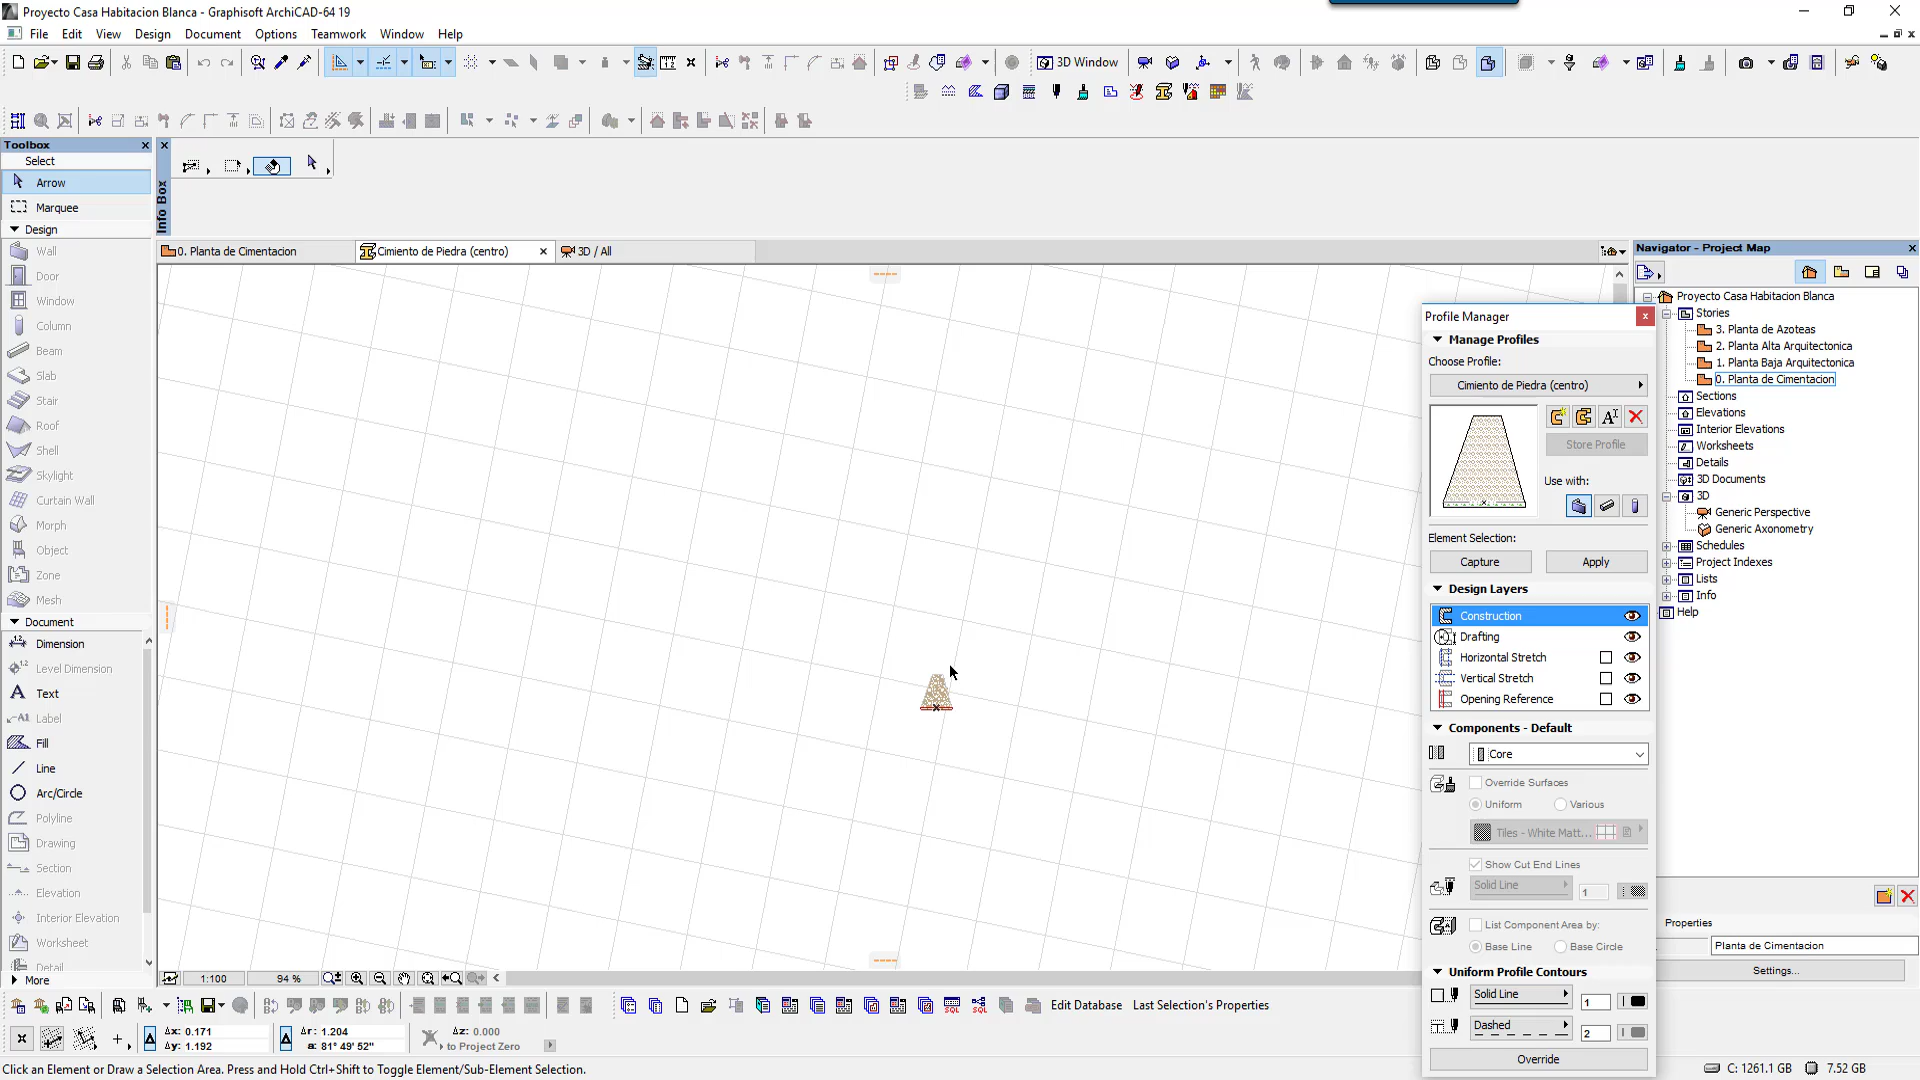 Proyecto Casa Habitacion Blanca - Graphisoft ArchiCAD-64 19
File Edit View Design Document Options Teamwork Window Help
3D Window
Toolbox
Select
Arrow
Marquee
Design
Wall
Door
Window
Column
Beam
Slab
Stair
Roof
Shell
Skylight
Curtain Wall
Morph
Object
Zone
Mesh
Document
Dimension
Level Dimension
Text
Label
Fill
Line
Arc/Circle
Polyline
Drawing
Section
Elevation
Interior Elevation
Worksheet
Detail
More
Info Box
0. Planta de Cimentacion
Cimiento de Piedra (centro)
3D / All
Profile Manager
Manage Profiles
Choose Profile:
Cimiento de Piedra (centro)
Store Profile
Use with:
Element Selection:
Capture Apply
Design Layers
Construction
Drafting
Horizontal Stretch
Vertical Stretch
Opening Reference
Components - Default
Core
Override Surfaces
Uniform Various
Tiles - White Matt...
Show Cut End Lines
Solid Line 1
List Component Area by:
Base Line Base Circle
Uniform Profile Contours
Solid Line 1
Dashed 2
Override
Navigator - Project Map
Proyecto Casa Habitacion Blanca
Stories
3. Planta de Azoteas
2. Planta Alta Arquitectonica
1. Planta Baja Arquitectonica
0. Planta de Cimentacion
Sections
Elevations
Interior Elevations
Worksheets
Details
3D Documents
3D
Generic Perspective
Generic Axonometry
Schedules
Project Indexes
Lists
Info
Help
Properties
Planta de Cimentacion
Settings...
1:100 94 %
Edit Database Last Selection's Properties
Δx: 0.171
Δy: 1.192
Δr: 1.204
a: 81° 49' 52"
Δz: 0.000
to Project Zero
Click an Element or Draw a Selection Area. Press and Hold Ctrl+Shift to Toggle Element/Sub-Element Selection.
C: 1261.1 GB 7.52 GB